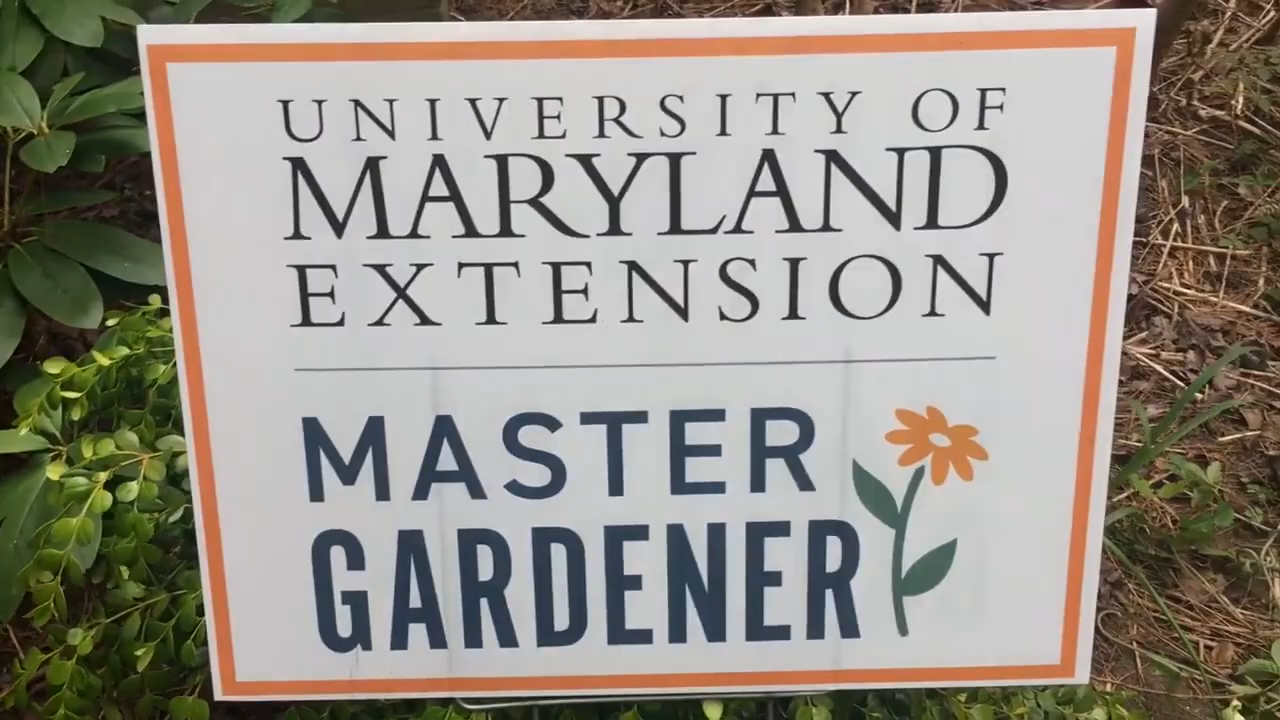 UNIVERSITY OF
MARYLAND
EXTENSION
MASTER
GARDENER